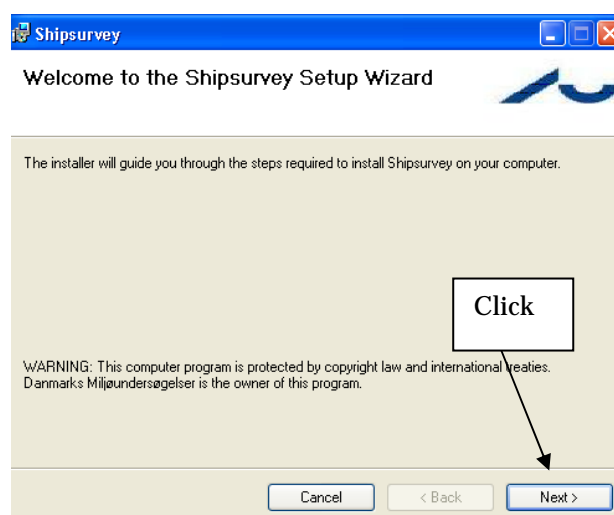 Shipsurvey
Welcome to the Shipsurvey Setup Wizard
The installer will guide you through the steps required to install Shipsurvey on your computer.
Click
WARNING: This computer program is protected by copyright law and international treaties.
Danmarks Miljøundersøgelser is the owner of this program.
Cancel
< Back
Next >